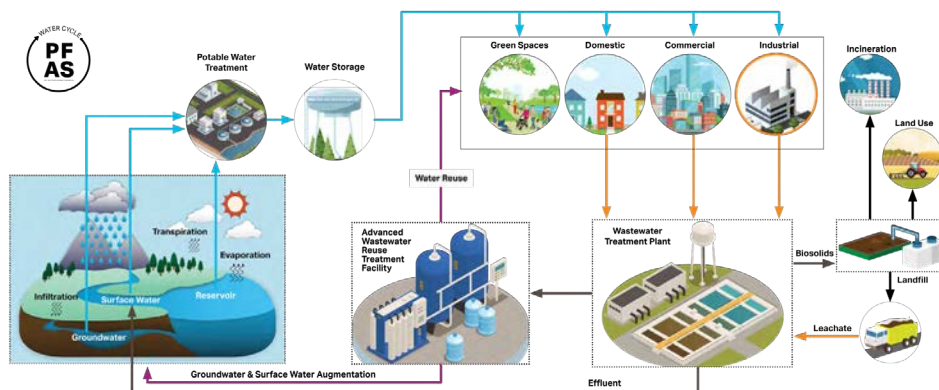 WATER CYCLE
PF
AS
Potable Water
Treatment
Water Storage
Green Spaces
Domestic
Commercial
Industrial
Incineration
Land Use
Water Reuse
Transpiration
Evaporation
Infiltration
Surface Water
Reservoir
Groundwater
Advanced
Wastewater
Reuse
Treatment
Facility
Wastewater
Treatment Plant
Biosolids
Landfill
Leachate
Groundwater & Surface Water Augmentation
Effluent